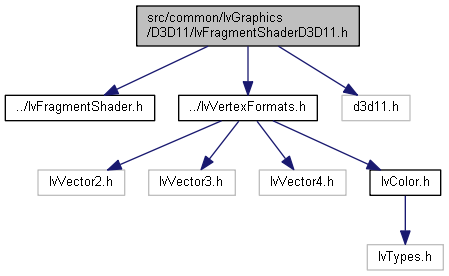 src/common/lvGraphics
/D3D11/lvFragmentShaderD3D11.h
../lvFragmentShader.h
../lvVertexFormats.h
d3d11.h
lvVector2.h
lvVector3.h
lvVector4.h
lvColor.h
lvTypes.h